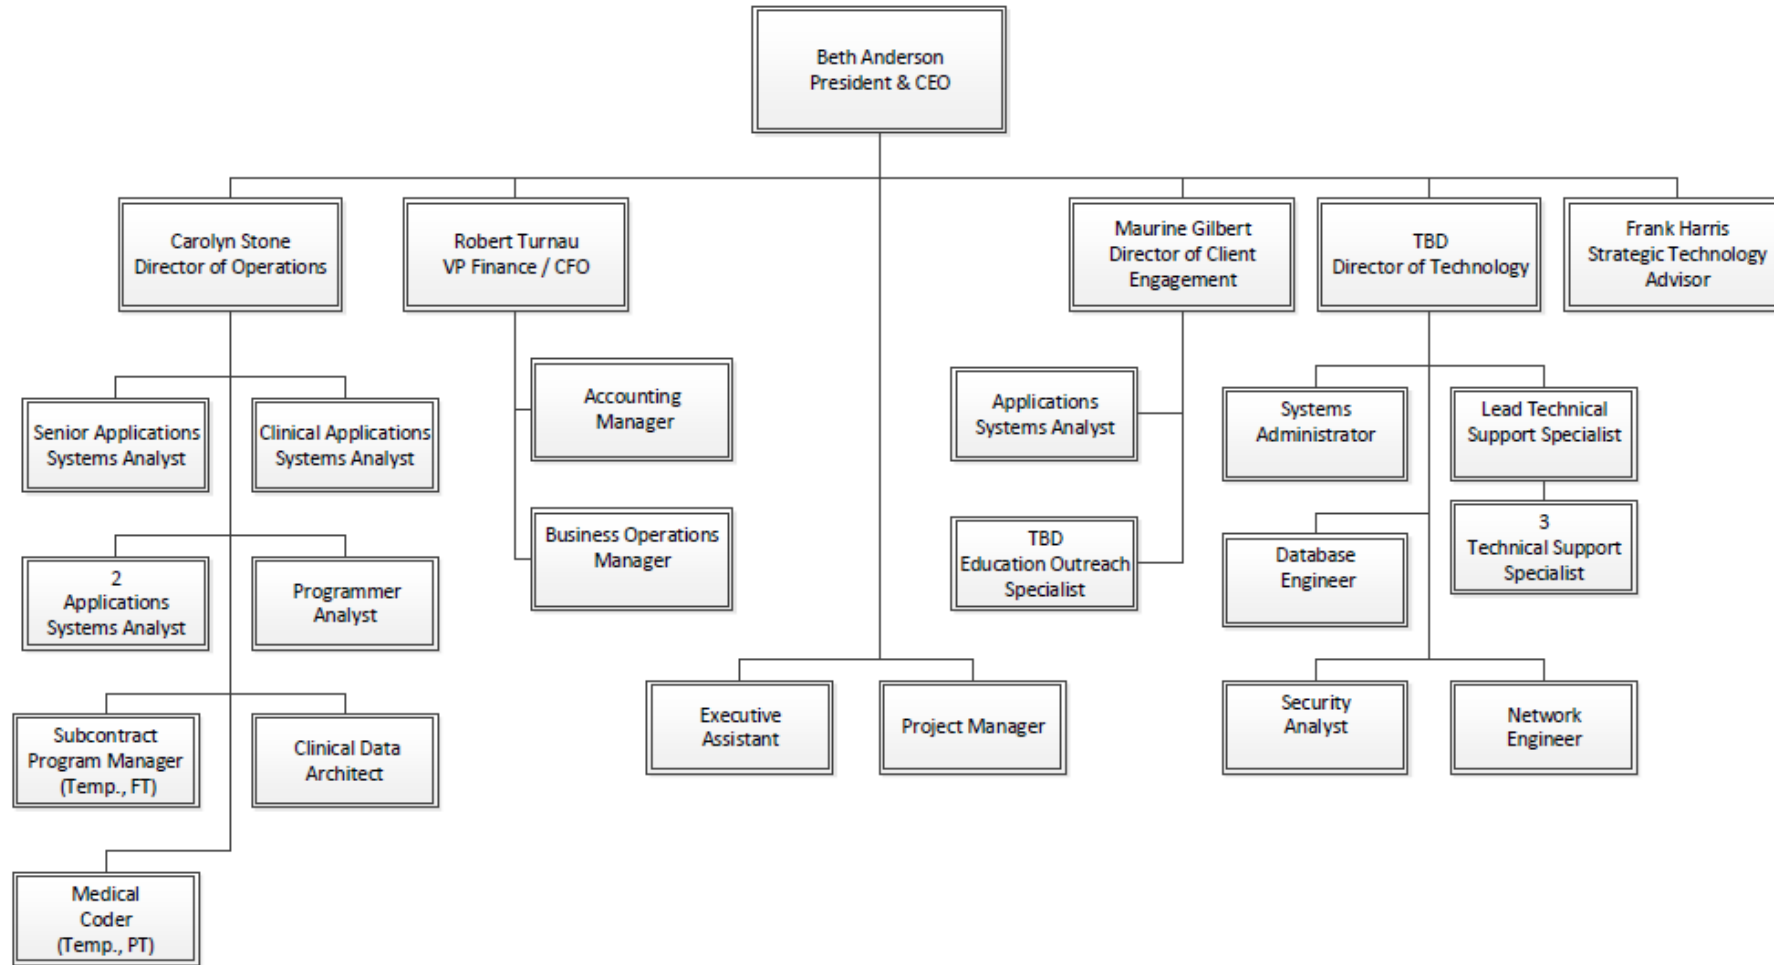 Beth Anderson
President & CEO
Carolyn Stone
Director of Operations
Robert Turnau
VP Finance / CFO
Maurine Gilbert
Director of Client
Engagement
TBD
Director of Technology
Frank Harris
Strategic Technology
Advisor
Senior Applications
Systems Analyst
Clinical Applications
Systems Analyst
2
Applications
Systems Analyst
Programmer
Analyst
Subcontract
Program Manager
(Temp., FT)
Clinical Data
Architect
Medical
Coder
(Temp., PT)
Accounting
Manager
Business Operations
Manager
Executive
Assistant
Project Manager
Applications
Systems Analyst
TBD
Education Outreach
Specialist
Systems
Administrator
Lead Technical
Support Specialist
3
Technical Support
Specialist
Database
Engineer
Security
Analyst
Network
Engineer